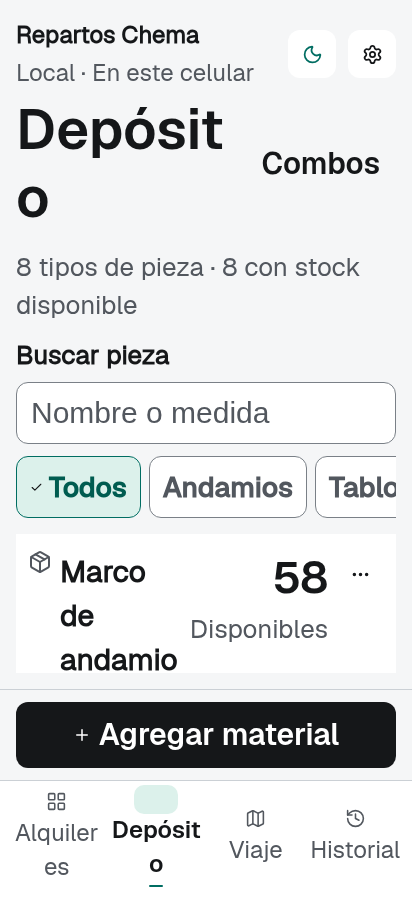 Repartos Chema
Local · En este celular
Depósit
o
Combos
8 tipos de pieza · 8 con stock
disponible
Buscar pieza
Nombre o medida
Todos
Andamios
Tablo
Marco
de
andamio
58
Disponibles
+ Agregar material
Alquiler
es
Depósit
o
Viaje
Historial